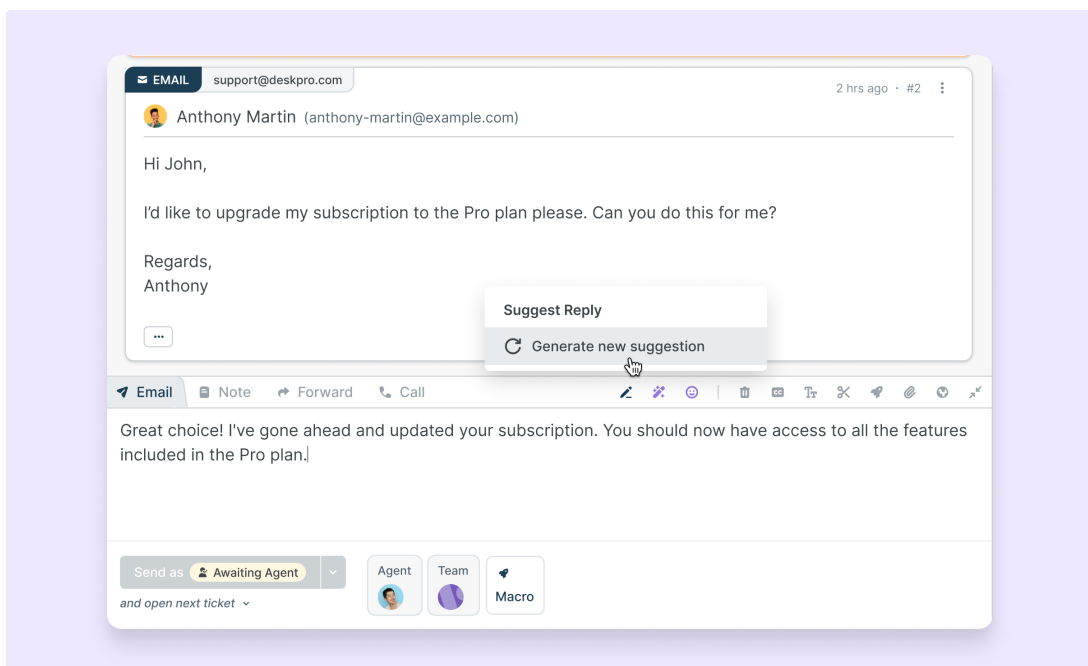 EMAIL support@deskpro.com
2 hrs ago • #2
Anthony Martin (anthony-martin@example.com)
Hi John,
I’d like to upgrade my subscription to the Pro plan please. Can you do this for me?
Regards,
Anthony
Suggest Reply
Generate new suggestion
Email Note Forward Call
CC Tт
Great choice! I've gone ahead and updated your subscription. You should now have access to all the features
included in the Pro plan.
Send as Awaiting Agent
and open next ticket
Agent Team
Macro